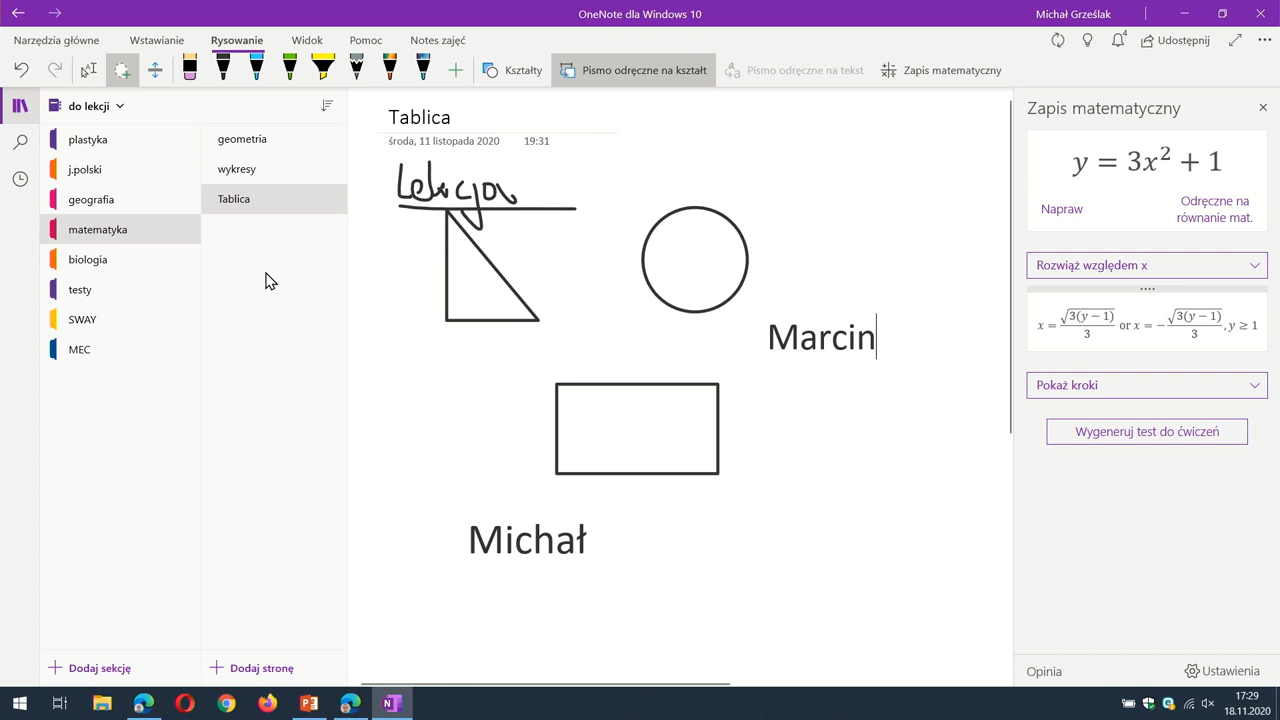 OneNote dla Windows 10
Michał Grześlak
Narzędzia główne Wstawianie Rysowanie Widok Pomoc Notes zajęć
4 Udostępnij
Kształty Pismo odręczne na kształt Pismo odręczne na tekst Zapis matematyczny
do lekcji
plastyka
j.polski
geografia
matematyka
biologia
testy
SWAY
MEC
Dodaj sekcję
geometria
wykresy
Tablica
Dodaj stronę
Tablica
środa, 11 listopada 2020 19:31
Lekcja
Marcin
Michał
Zapis matematyczny
y = 3x² + 1
Napraw
Odręczne na
równanie mat.
Rozwiąż względem x
x = √3(y − 1)/3 or x = − √3(y − 1)/3, y ≥ 1
Pokaż kroki
Wygeneruj test do ćwiczeń
Opinia Ustawienia
17:29
18.11.2020